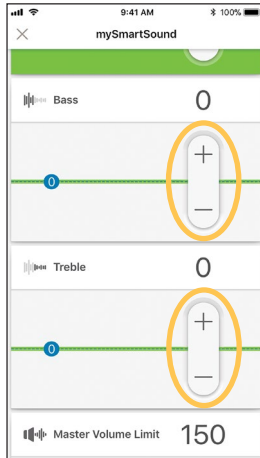 9:41 AM 100%
mySmartSound
Bass 0
+
0
−
Treble 0
+
0
−
Master Volume Limit 150